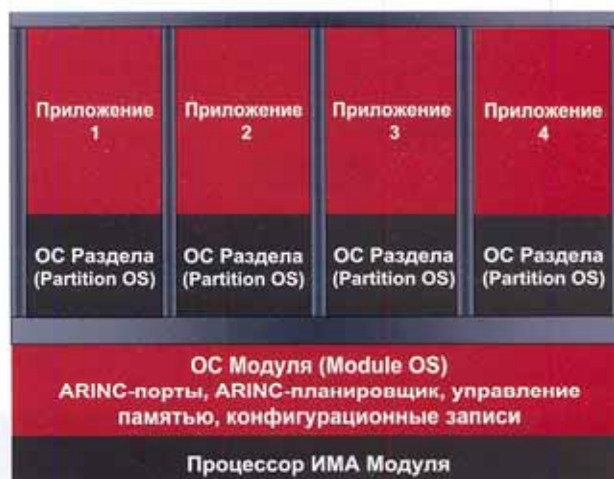 Приложение
1
Приложение
2
Приложение
3
Приложение
4
ОС Раздела
(Partition OS)
ОС Раздела
(Partition OS)
ОС Раздела
(Partition OS)
ОС Раздела
(Partition OS)
ОС Модуля (Module OS)
ARINC-порты, ARINC-планировщик, управление
памятью, конфигурационные записи
Процессор ИМА Модуля